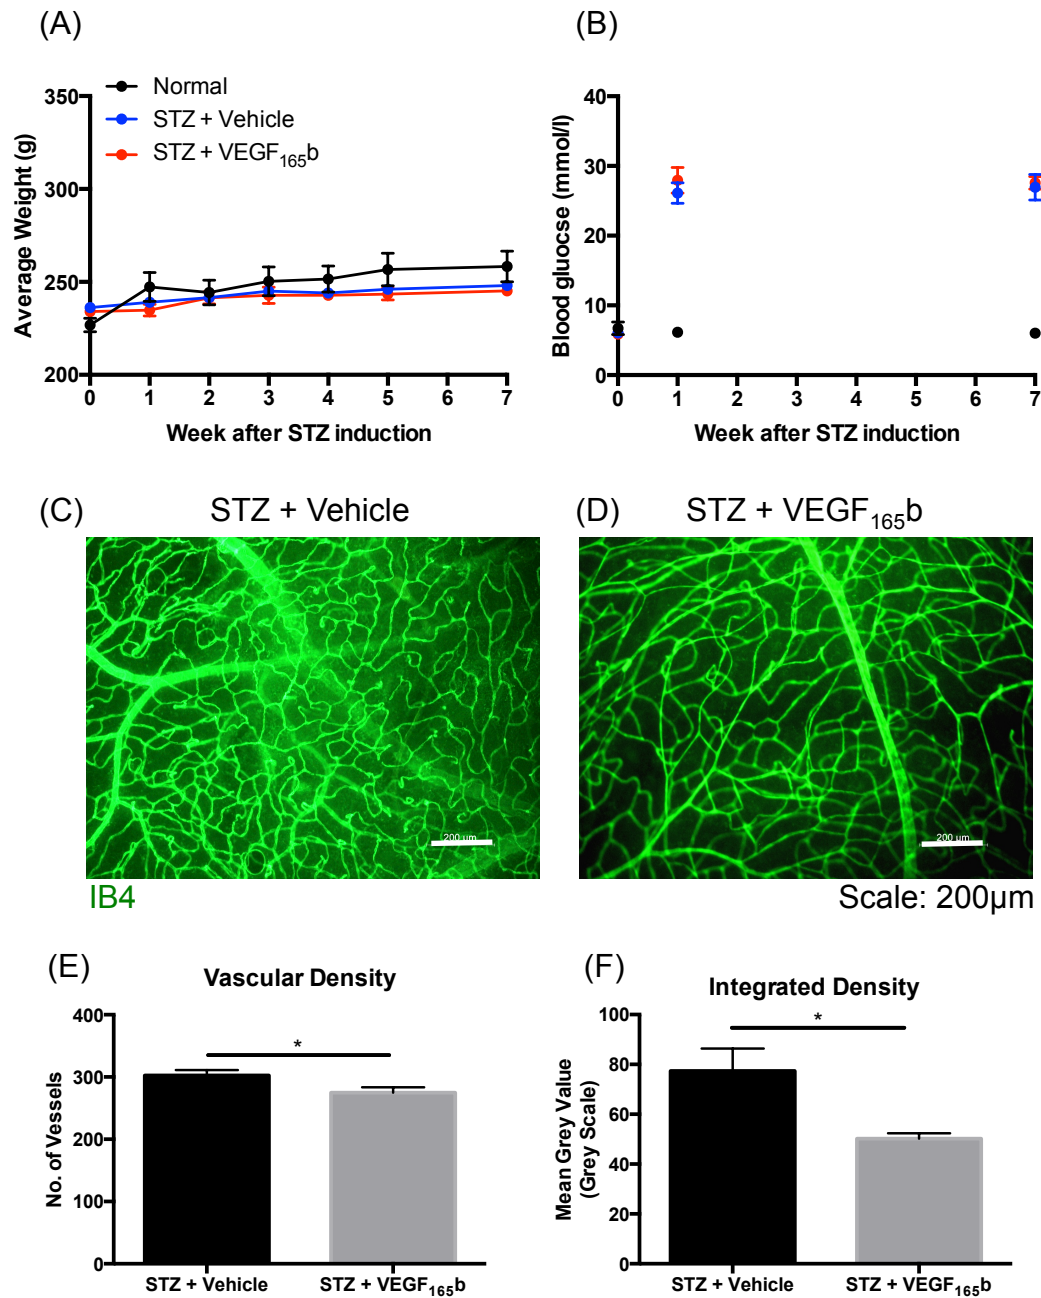 (A)
(B)
Normal
STZ + Vehicle
STZ + VEGF₁₆₅b
350
300
250
200
Average Weight (g)
0 1 2 3 4 5 6 7
Week after STZ induction
40
30
20
10
0
Blood gluocse (mmol/l)
0 1 2 3 4 5 6 7
Week after STZ induction
(C) STZ + Vehicle
(D) STZ + VEGF₁₆₅b
200 µm
200 µm
IB4
Scale: 200µm
(E)
Vascular Density
400
300
200
100
0
No. of Vessels
*
STZ + Vehicle STZ + VEGF₁₆₅b
(F)
Integrated Density
100
80
60
40
20
0
Mean Grey Value
(Grey Scale)
*
STZ + Vehicle STZ + VEGF₁₆₅b